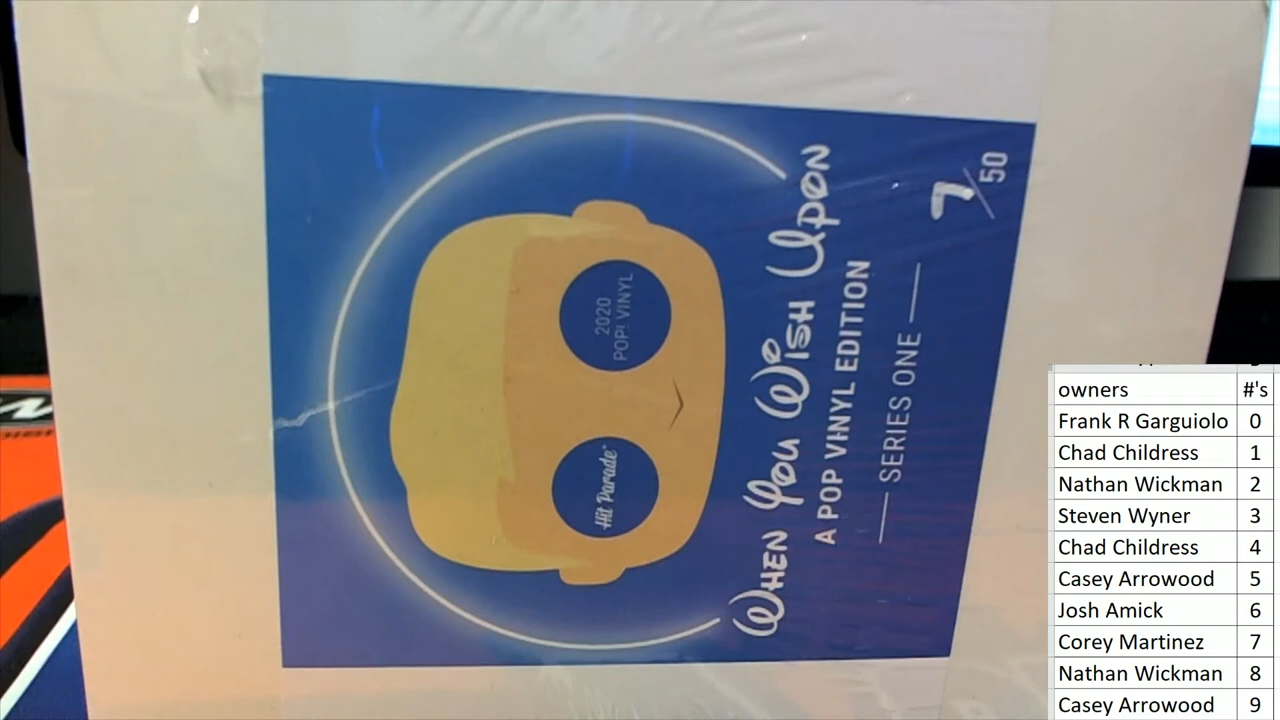 2020
POP! VINYL
Hit Parade™
WHEN YOU WISH UPON
A POP VINYL EDITION
SERIES ONE
7/50
owners #'s
Frank R Garguiolo 0
Chad Childress 1
Nathan Wickman 2
Steven Wyner 3
Chad Childress 4
Casey Arrowood 5
Josh Amick 6
Corey Martinez 7
Nathan Wickman 8
Casey Arrowood 9